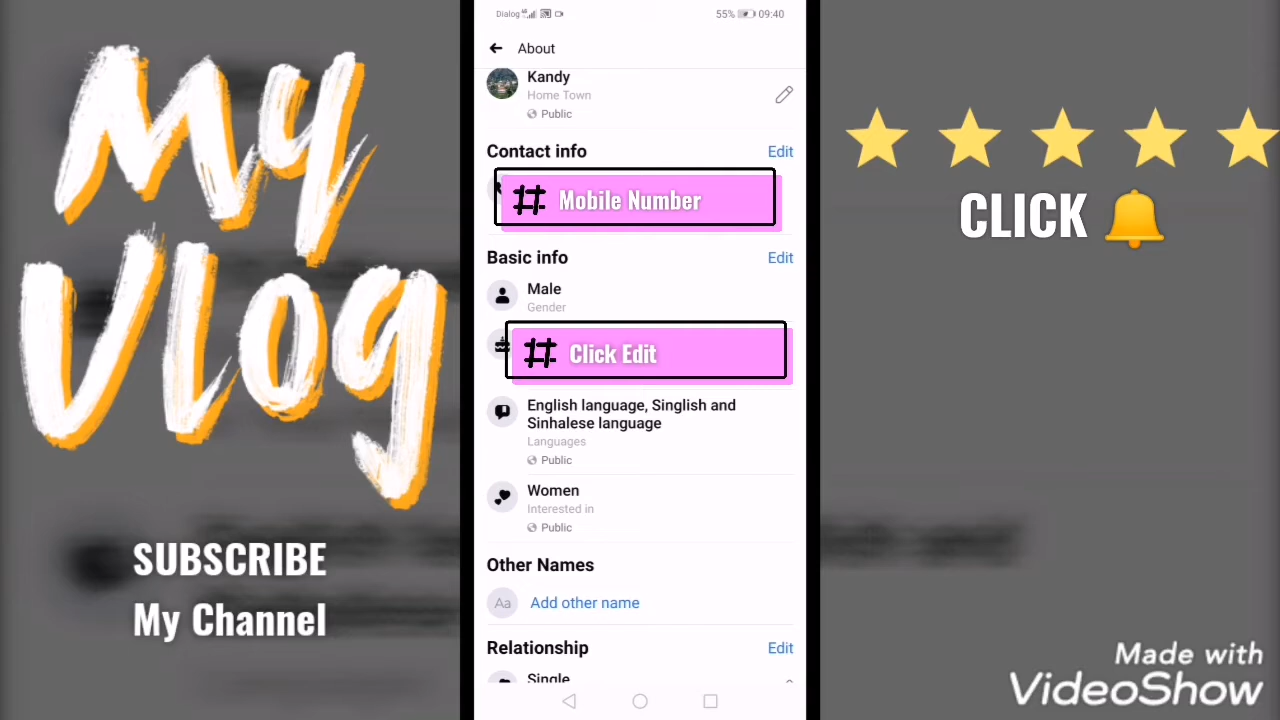 My
Vlog
SUBSCRIBE
My Channel
Dialog 55% 09:40
About
Kandy
Home Town
Public
Contact info Edit
# Mobile Number
Basic info Edit
Male
Gender
# Click Edit
English language, Singlish and
Sinhalese language
Languages
Public
Women
Interested in
Public
Other Names
Aa Add other name
Relationship Edit
Single
CLICK
Made with
VideoShow